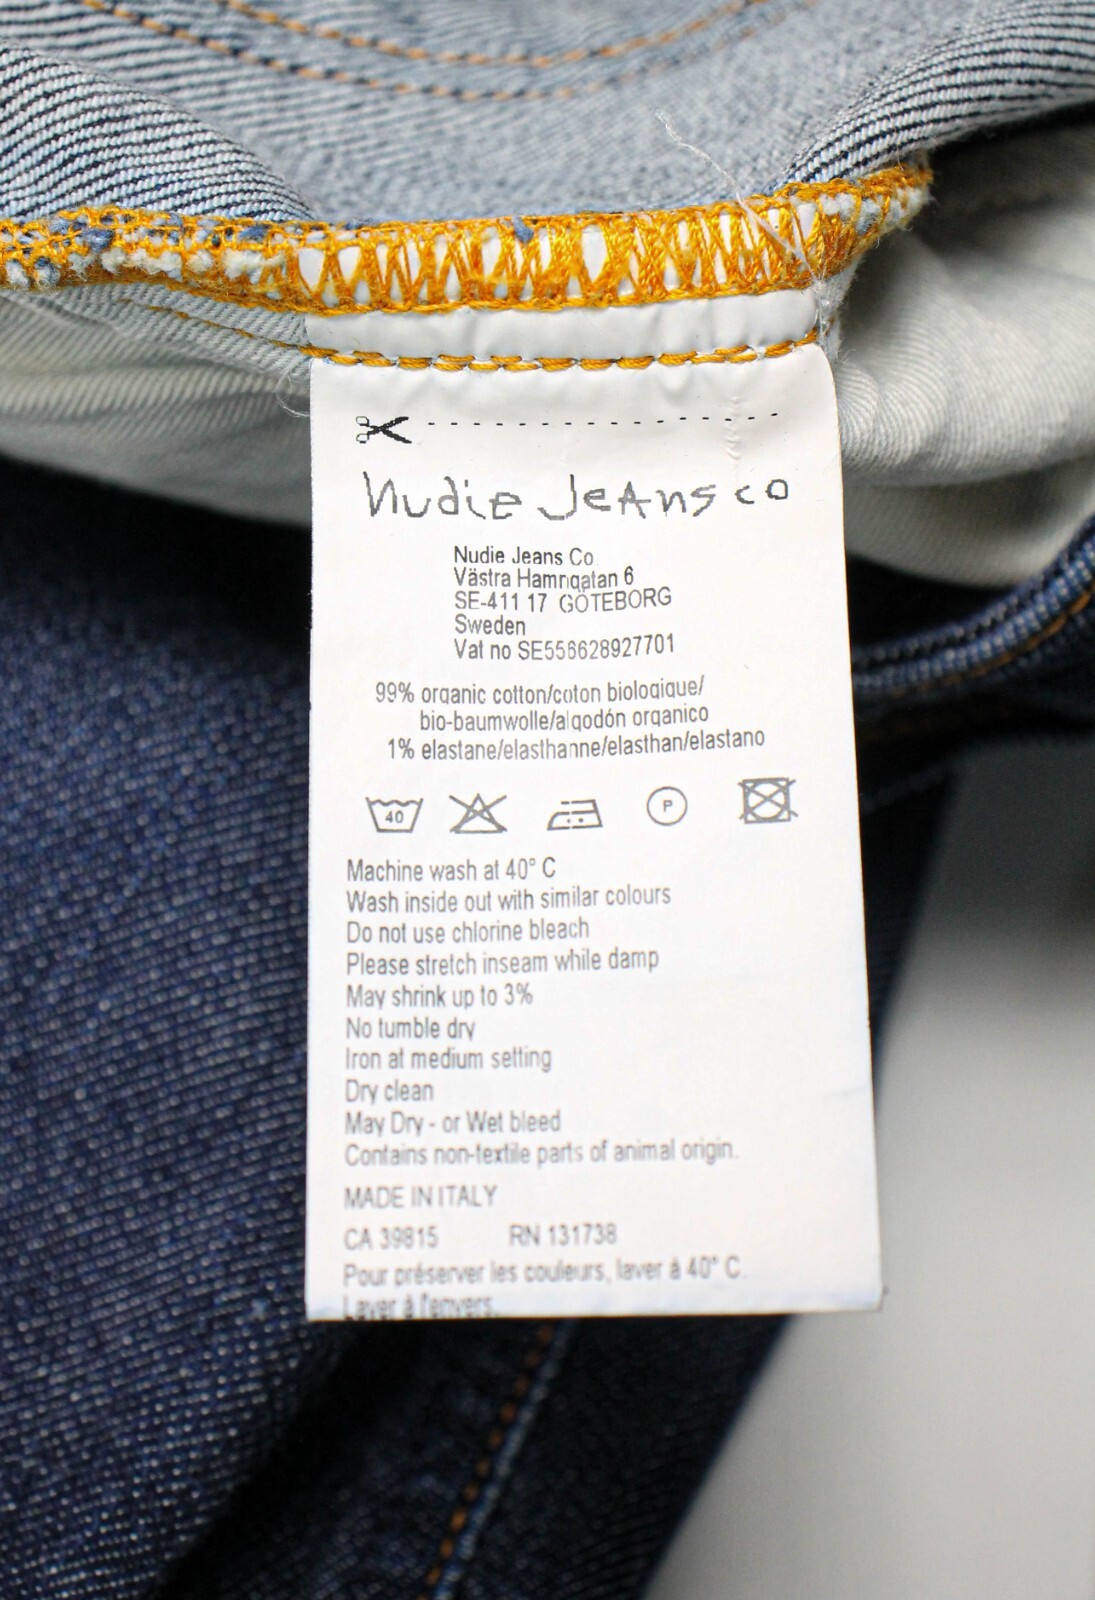 Nudie Jeans co
Nudie Jeans Co
Västra Hamngatan 6
SE-411 17 GÖTEBORG
Sweden
Vat no SE556628927701
99% organic cotton/coton biologique/
bio-baumwolle/algodón organico
1% elastane/elasthanne/elasthan/elastano
40
P
Machine wash at 40° C
Wash inside out with similar colours
Do not use chlorine bleach
Please stretch inseam while damp
May shrink up to 3%
No tumble dry
Iron at medium setting
Dry clean
May Dry - or Wet bleed
Contains non-textile parts of animal origin.
MADE IN ITALY
CA 39815 RN 131738
Pour préserver les couleurs, laver à 40° C
Laver à l'envers.